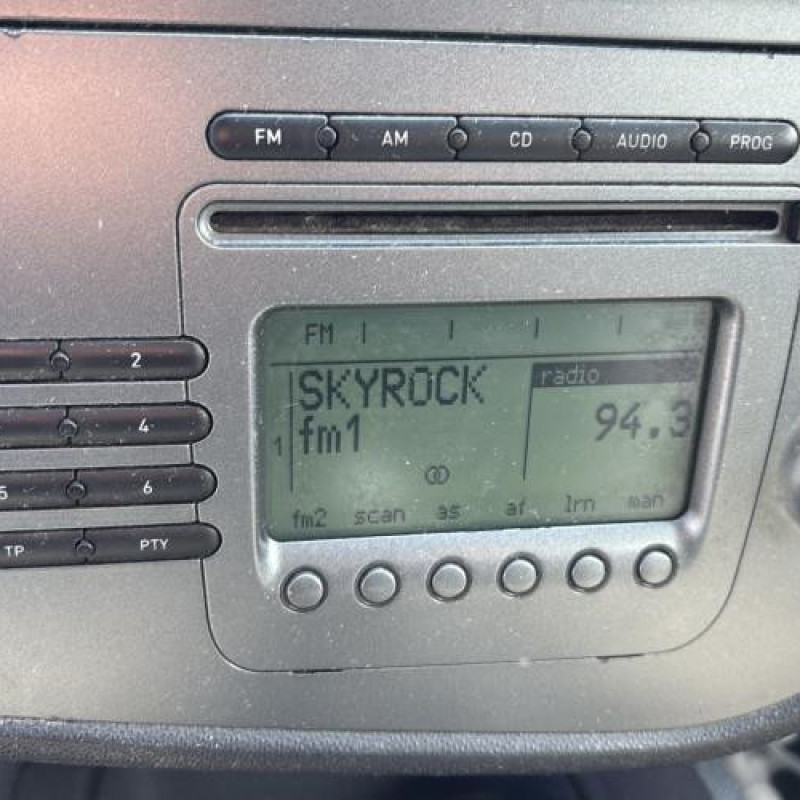 FM AM CD AUDIO PROG
FM
SKYROCK
radio
94.3
1 fm1
fm2 scan as af lrn man
2
4
5 6
TP PTY